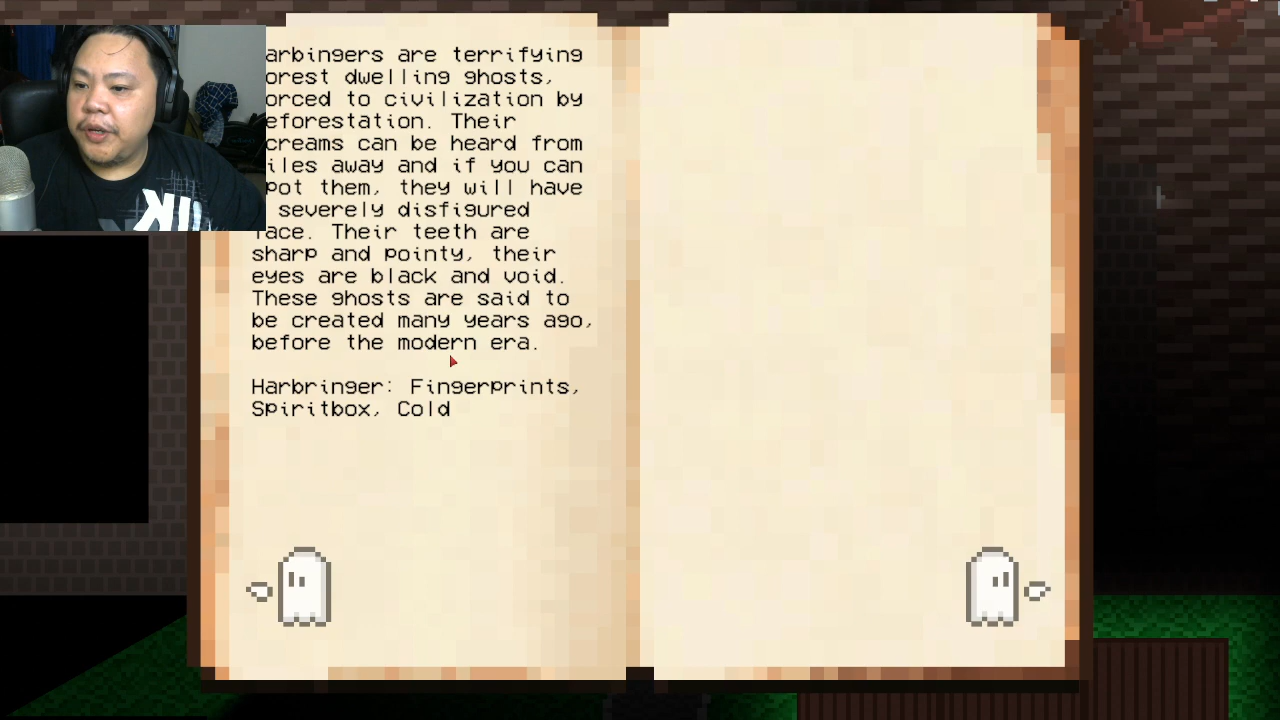 arbingers are terrifying
orest dwelling ghosts,
orced to civilization by
eforestation. Their
creams can be heard from
iles away and if you can
pot them, they will have
severely disfigured
face. Their teeth are
sharp and pointy, their
eyes are black and void.
These ghosts are said to
be created many years ago,
before the modern era.
Harbringer: Fingerprints,
Spiritbox, Cold